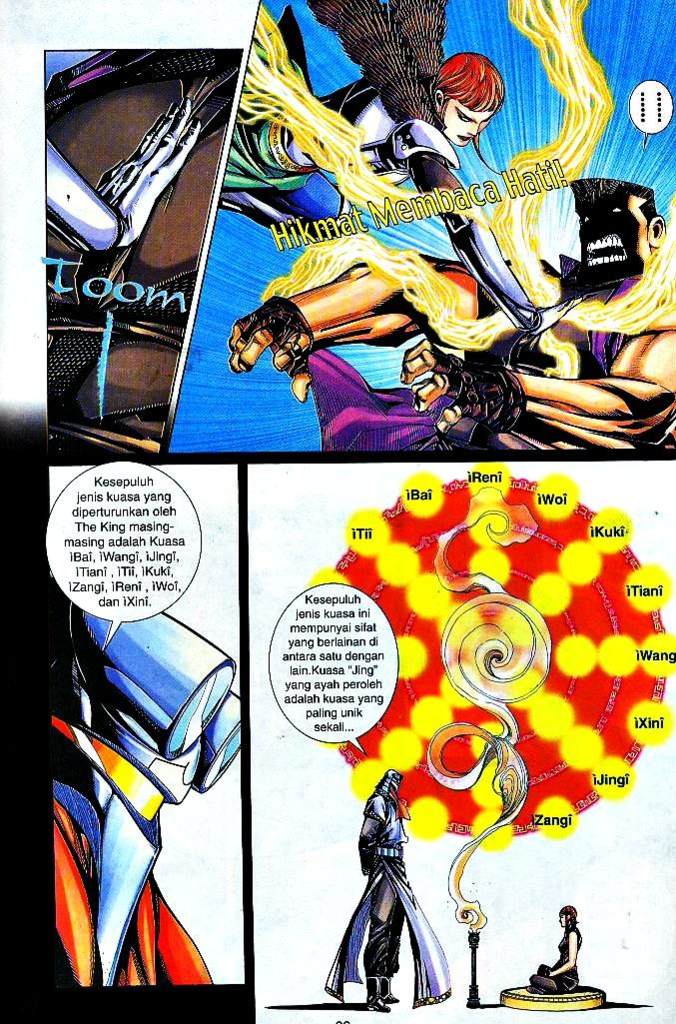 Toom
!
Hikmat Membaca Hati!
!!
Kesepuluh
jenis kuasa yang
diperturunkan oleh
The King masing-
masing adalah Kuasa
ìBaî, ìWangî, ìJingî,
ìTianî , ìTiî, ìKukî,
ìZangî, ìRenî , ìWoî,
dan ìXinî.
Kesepuluh
jenis kuasa ini
mempunyai sifat
yang berlainan di
antara satu dengan
lain.Kuasa "Jing"
yang ayah peroleh
adalah kuasa yang
paling unik
sekali...
ìRenî
ìBaî
ìWoî
ìTiî
ìKukî
ìTianî
ìWang
ìXinî
ìJingî
ìZangî